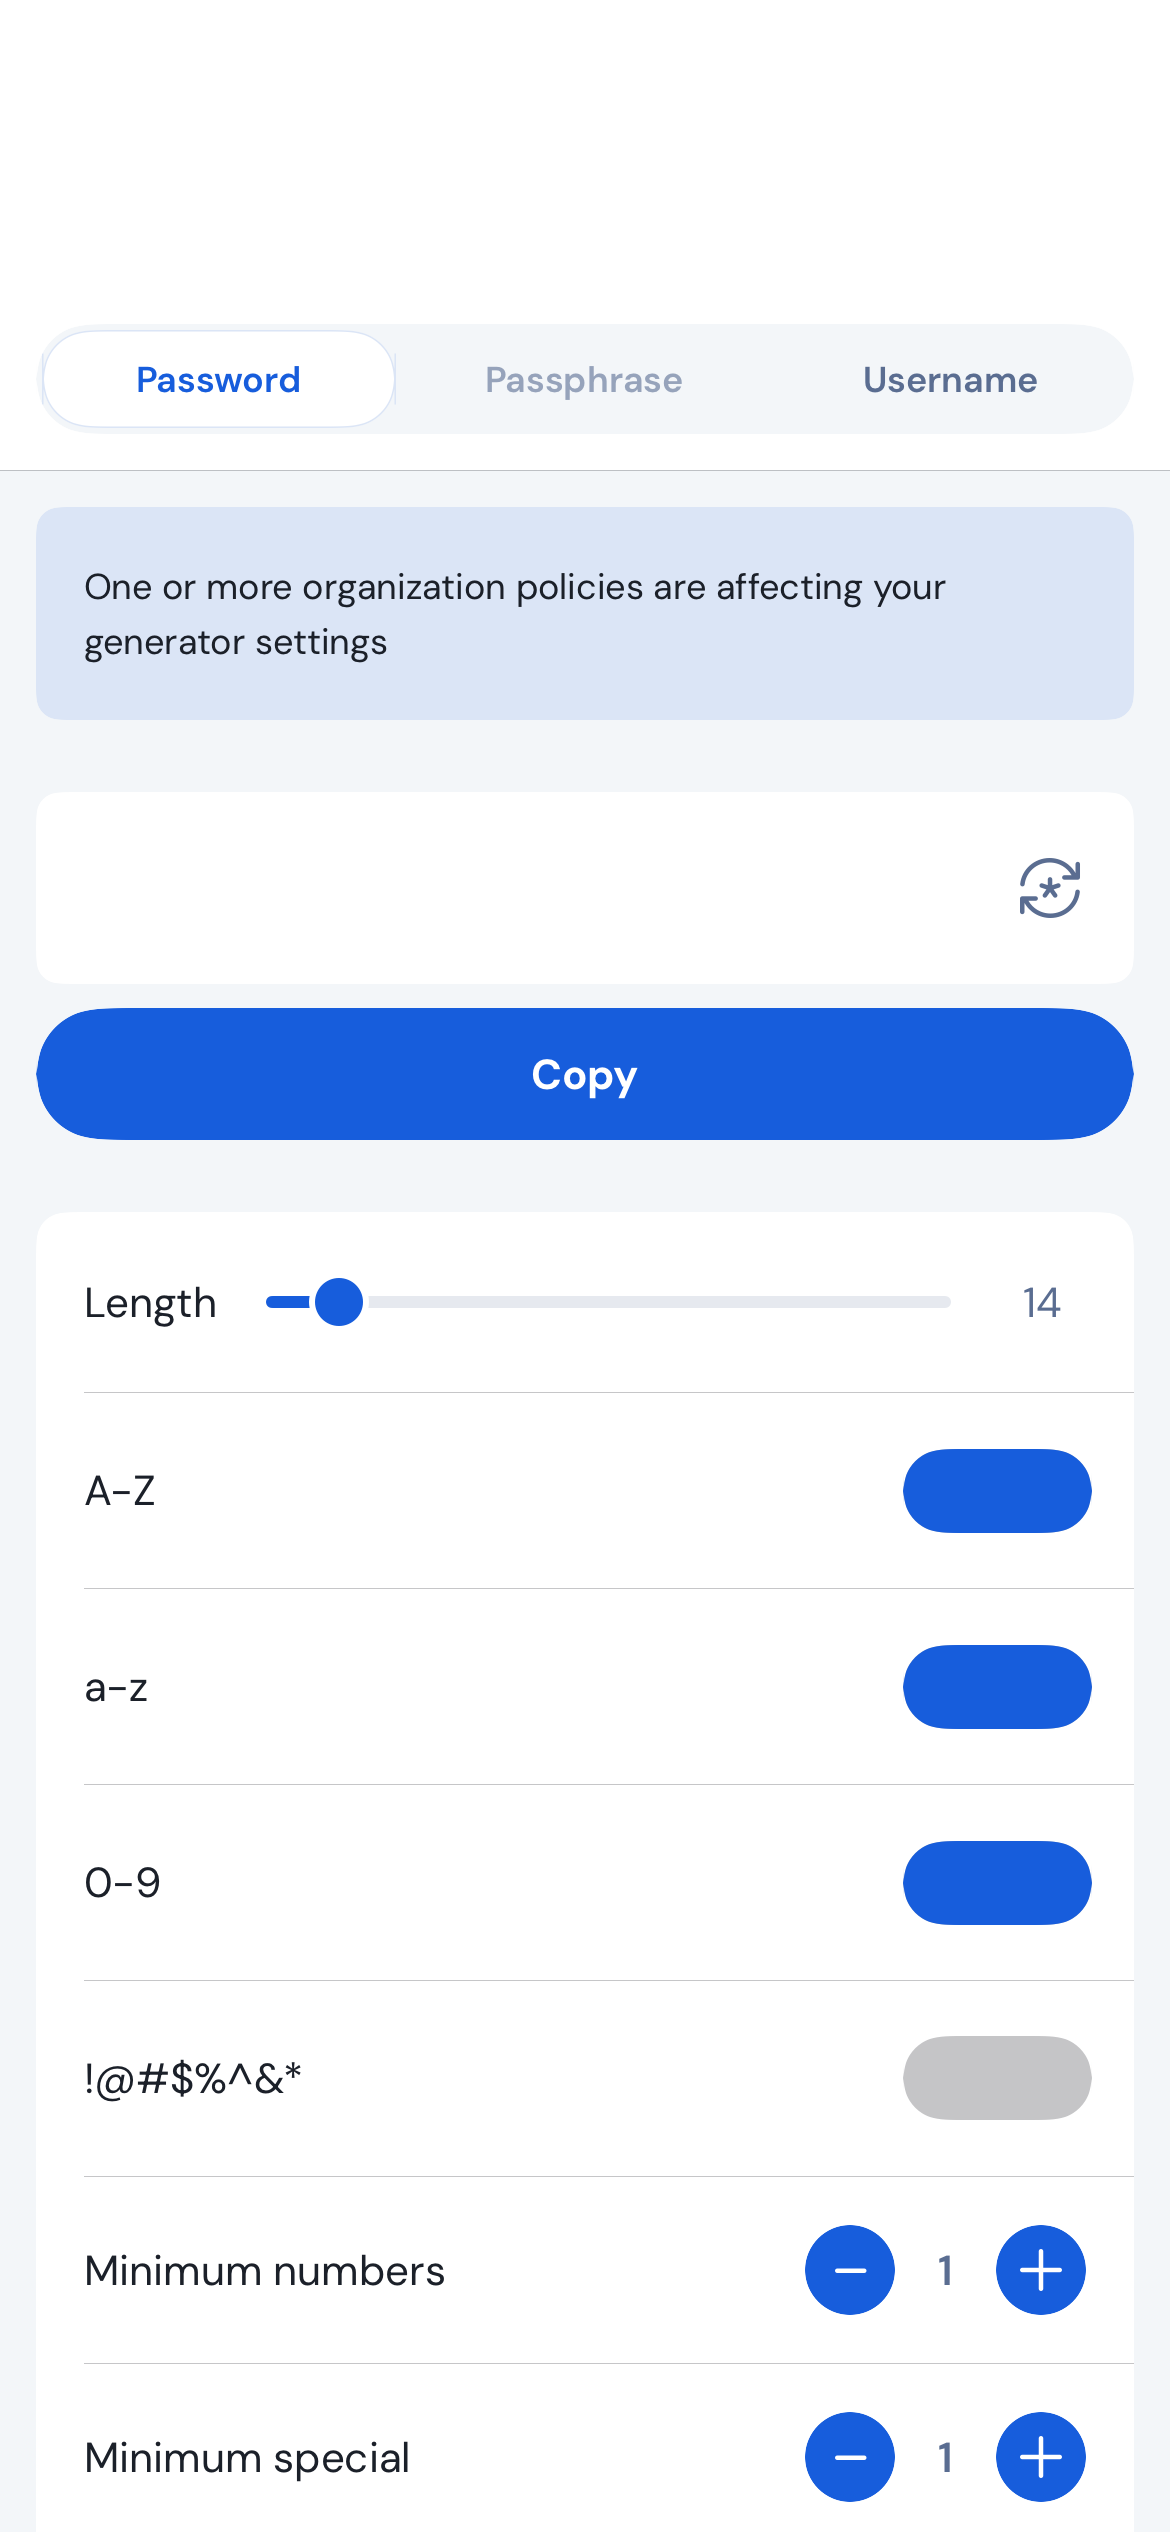 Password Passphrase Username
One or more organization policies are affecting your
generator settings
Copy
Length 14
A-Z
a-z
0-9
!@#$%^&*
Minimum numbers 1
Minimum special 1